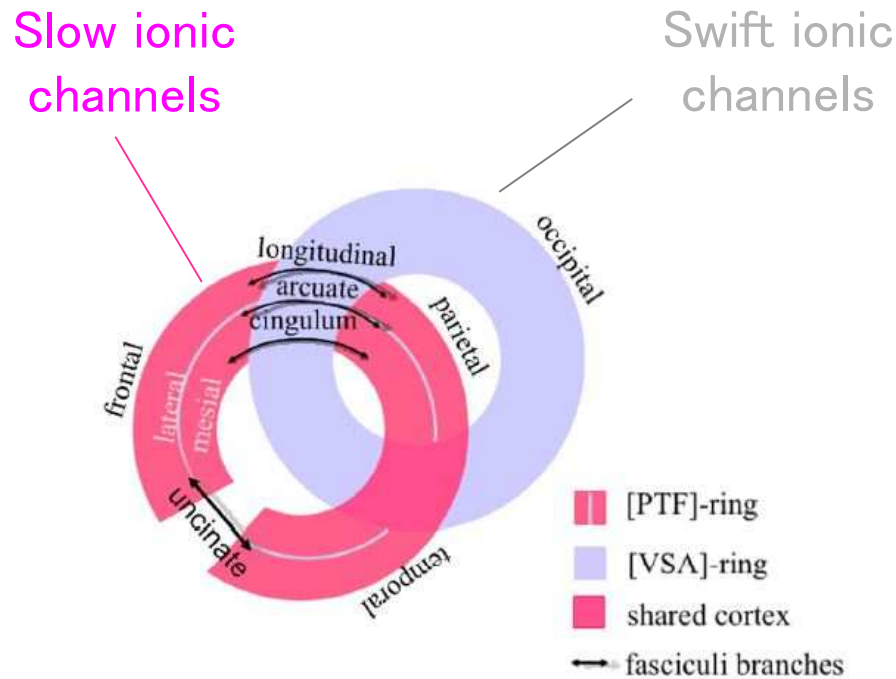 Slow ionic
channels
Swift ionic
channels
longitudinal
arcuate
cingulum
occipital
parietal
frontal
lateral
mesial
uncinate
temporal
[PTF]-ring
[VSA]-ring
shared cortex
fasciculi branches